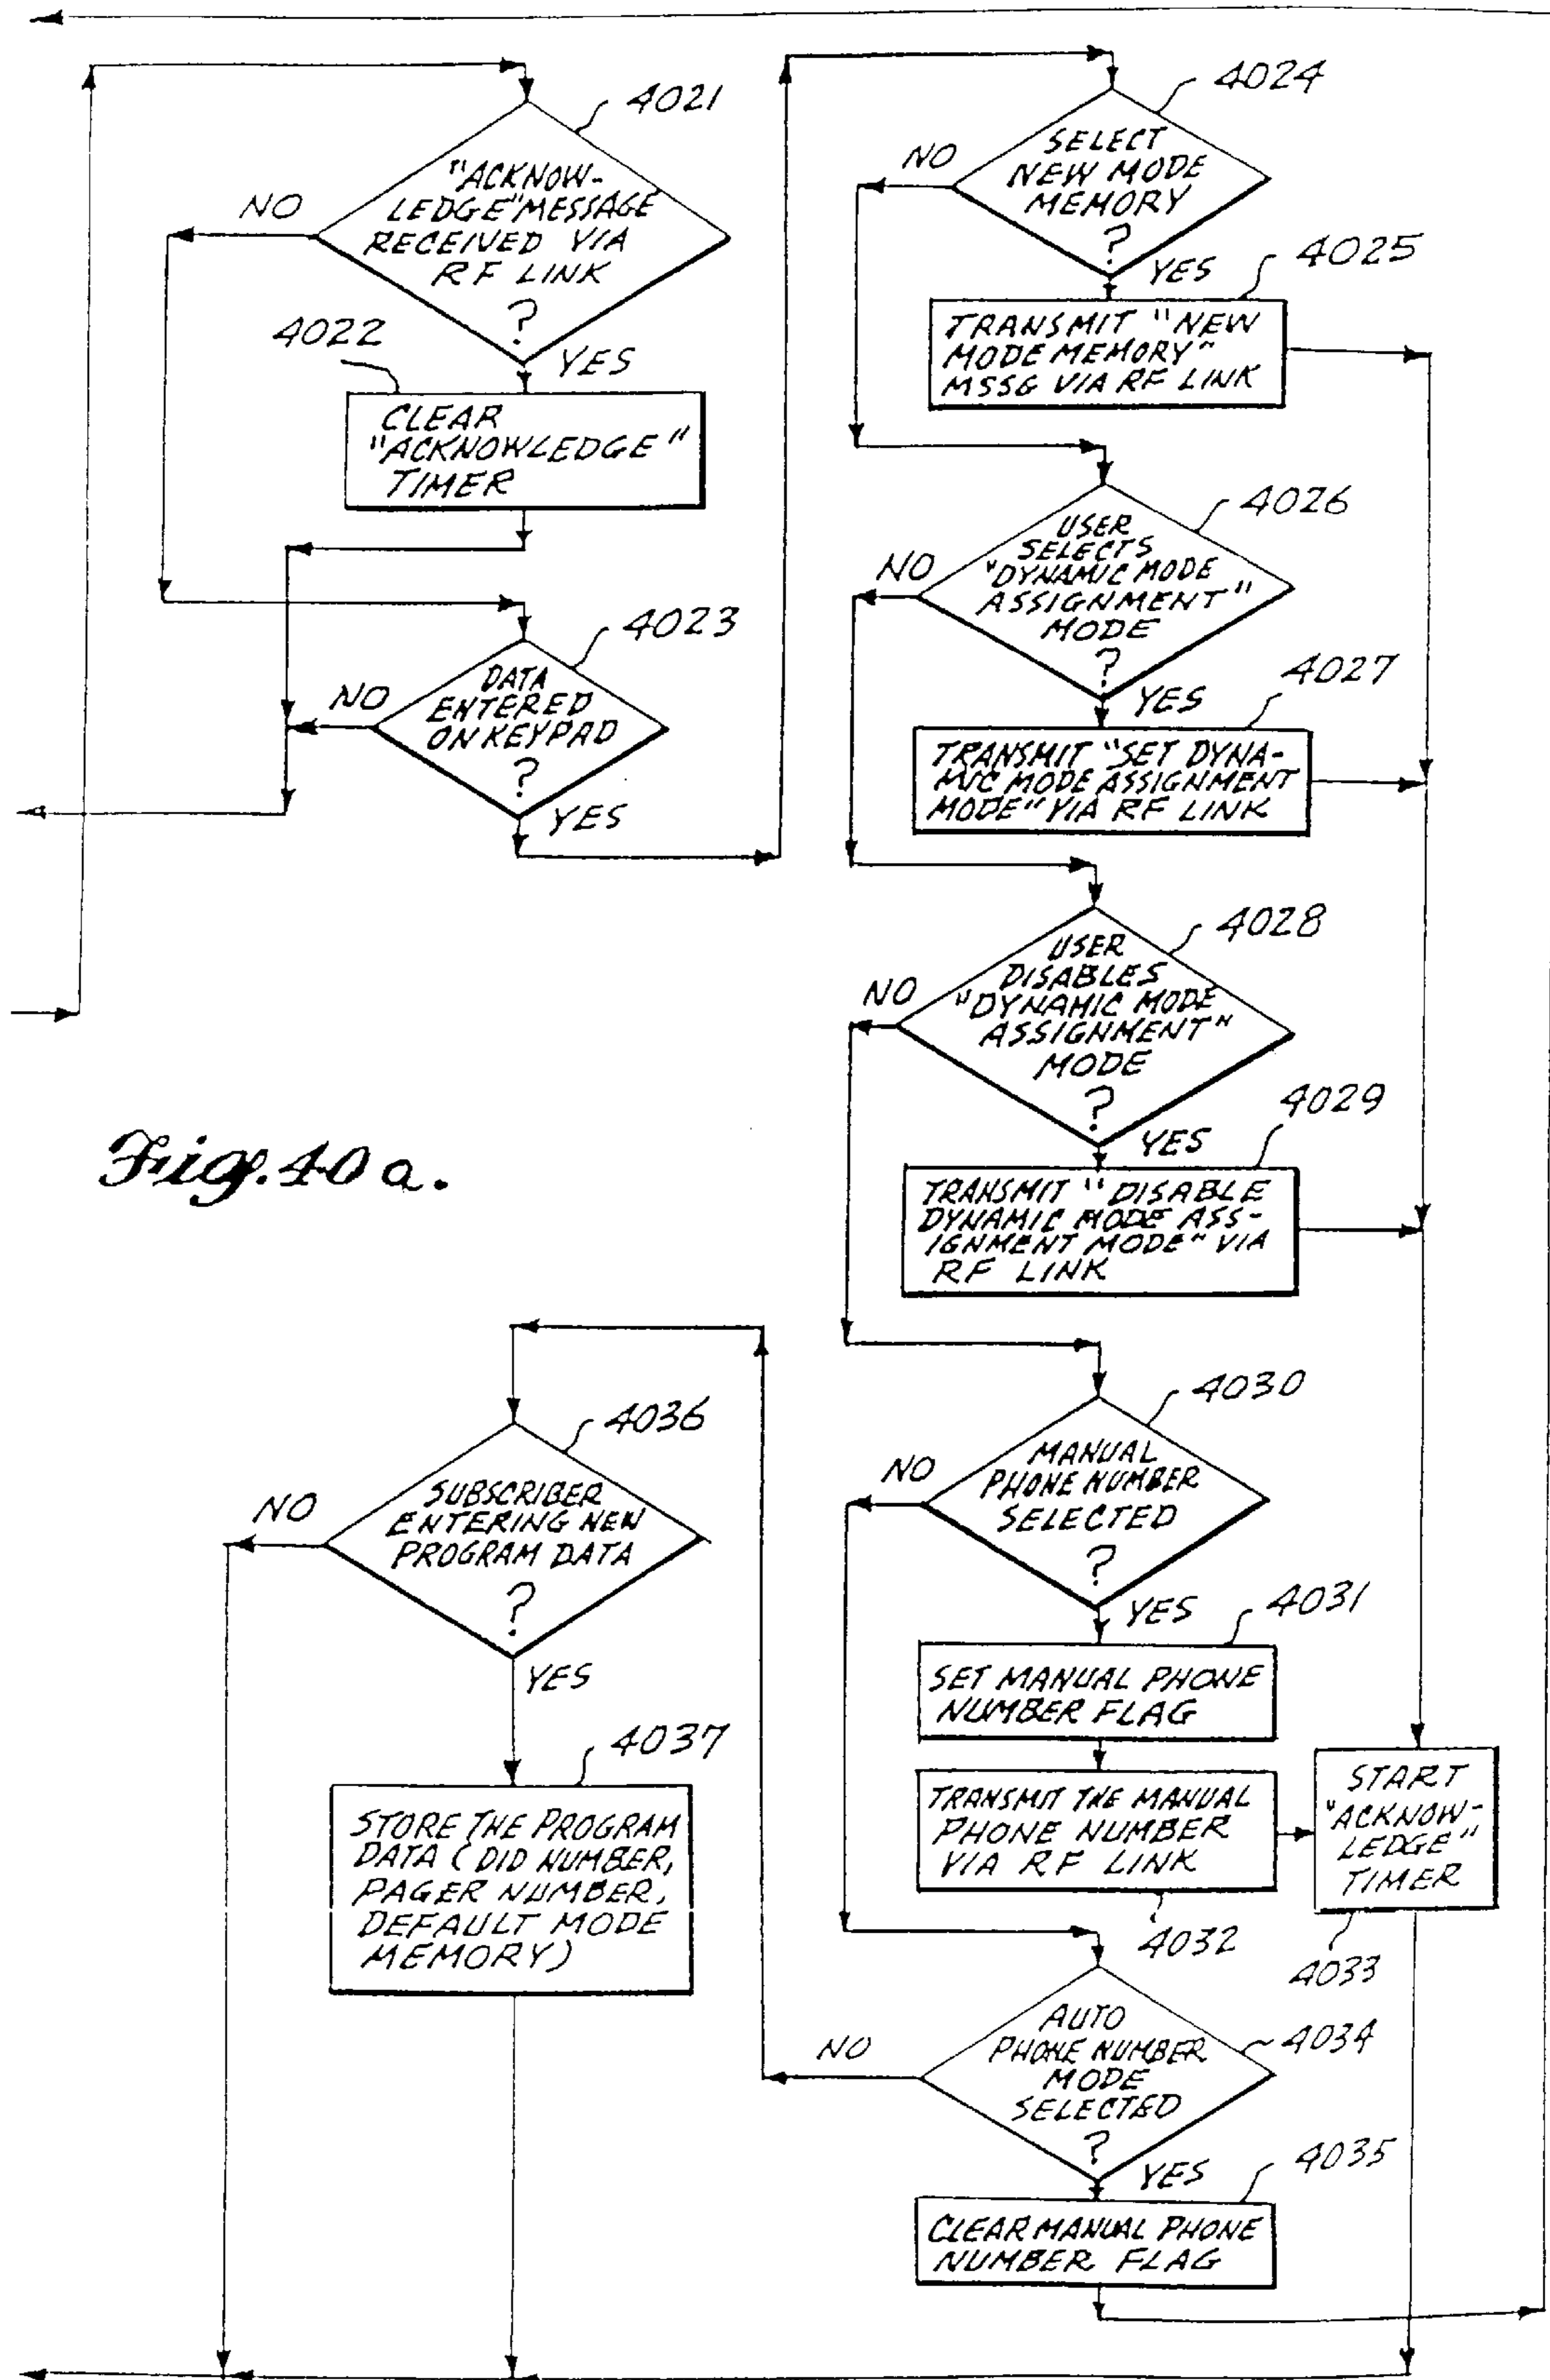 4021
"ACKNOW-
LEDGE" MESSAGE
RECEIVED VIA
RF LINK
?
NO
YES
4022
CLEAR
"ACKNOWLEDGE"
TIMER
4023
DATA
ENTERED
ON KEYPAD
?
NO
YES
4024
SELECT
NEW MODE
MEMORY
?
NO
YES
4025
TRANSMIT "NEW
MODE MEMORY"
MSSG VIA RF LINK
4026
USER
SELECTS
"DYNAMIC MODE
ASSIGNMENT"
MODE
?
NO
YES
4027
TRANSMIT "SET DYNA-
MIC MODE ASSIGNMENT
MODE" VIA RF LINK
4028
USER
DISABLES
"DYNAMIC MODE
ASSIGNMENT"
MODE
?
NO
YES
4029
TRANSMIT "DISABLE
DYNAMIC MODE ASS-
IGNMENT MODE" VIA
RF LINK
Fig. 40a.
4030
MANUAL
PHONE NUMBER
SELECTED
?
NO
YES
4031
SET MANUAL PHONE
NUMBER FLAG
TRANSMIT THE MANUAL
PHONE NUMBER
VIA RF LINK
4032
START
"ACKNOW-
LEDGE"
TIMER
4033
AUTO
PHONE NUMBER
MODE
SELECTED
?
4034
NO
YES
4035
CLEAR MANUAL PHONE
NUMBER FLAG
4036
SUBSCRIBER
ENTERING NEW
PROGRAM DATA
?
NO
YES
4037
STORE THE PROGRAM
DATA (DID NUMBER,
PAGER NUMBER,
DEFAULT MODE
MEMORY)